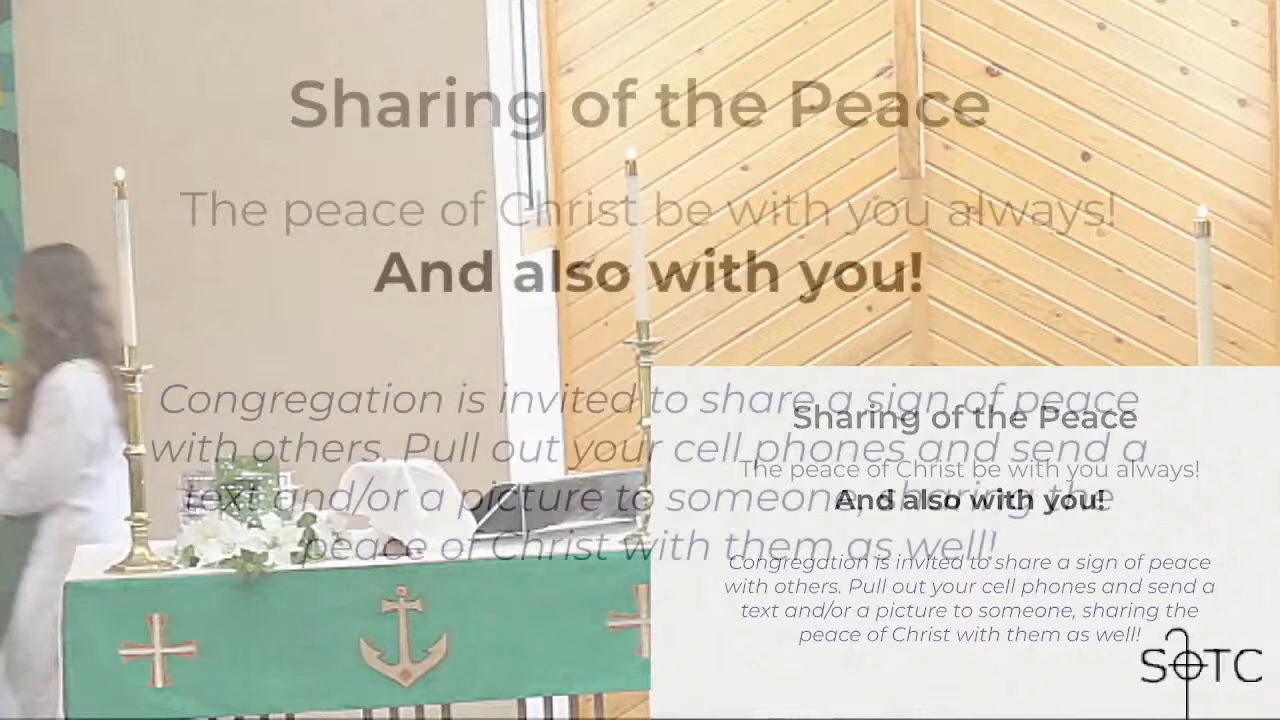 Sharing of the Peace
The peace of Christ be with you always!
And also with you!
Congregation is invited to share a sign of peace
with others. Pull out your cell phones and send a
text and/or a picture to someone, sharing the
peace of Christ with them as well!
Sharing of the Peace
The peace of Christ be with you always!
And also with you!
Congregation is invited to share a sign of peace
with others. Pull out your cell phones and send a
text and/or a picture to someone, sharing the
peace of Christ with them as well!
SOTC